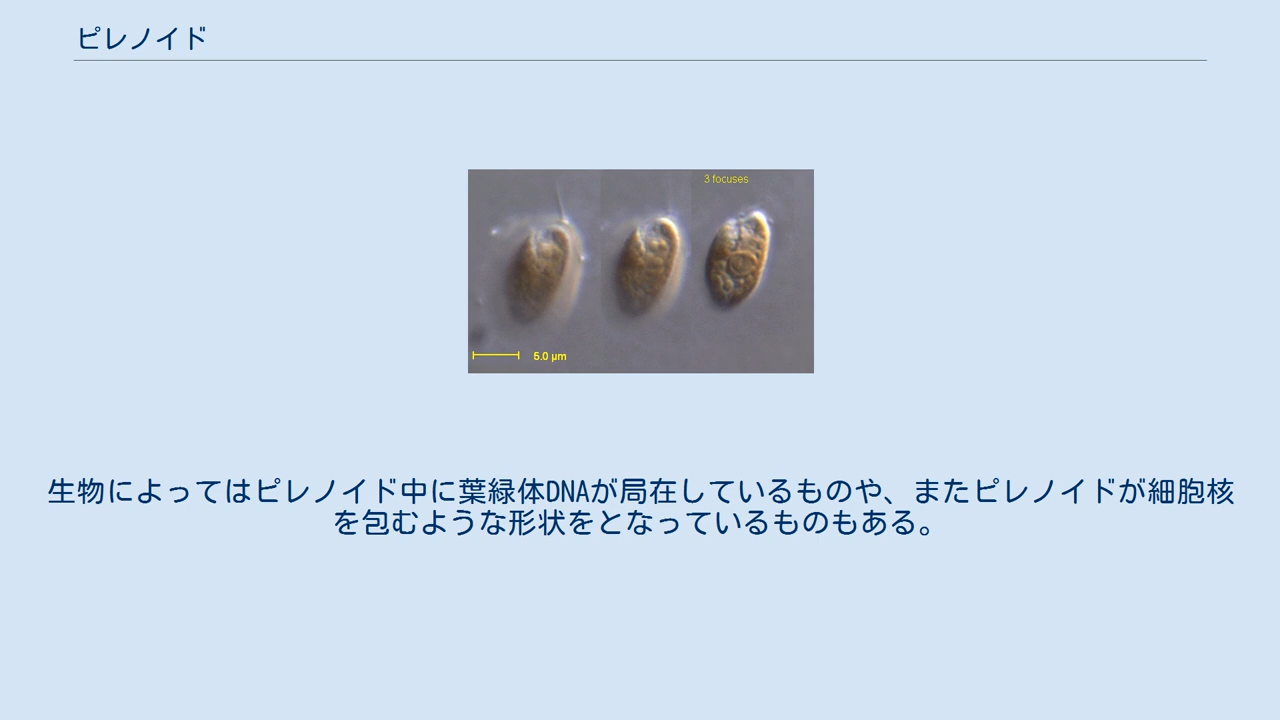 ピレノイド
3 focuses
5.0 µm
生物によってはピレノイド中に葉緑体DNAが局在しているものや、またピレノイドが細胞核
を包むような形状をとなっているものもある。